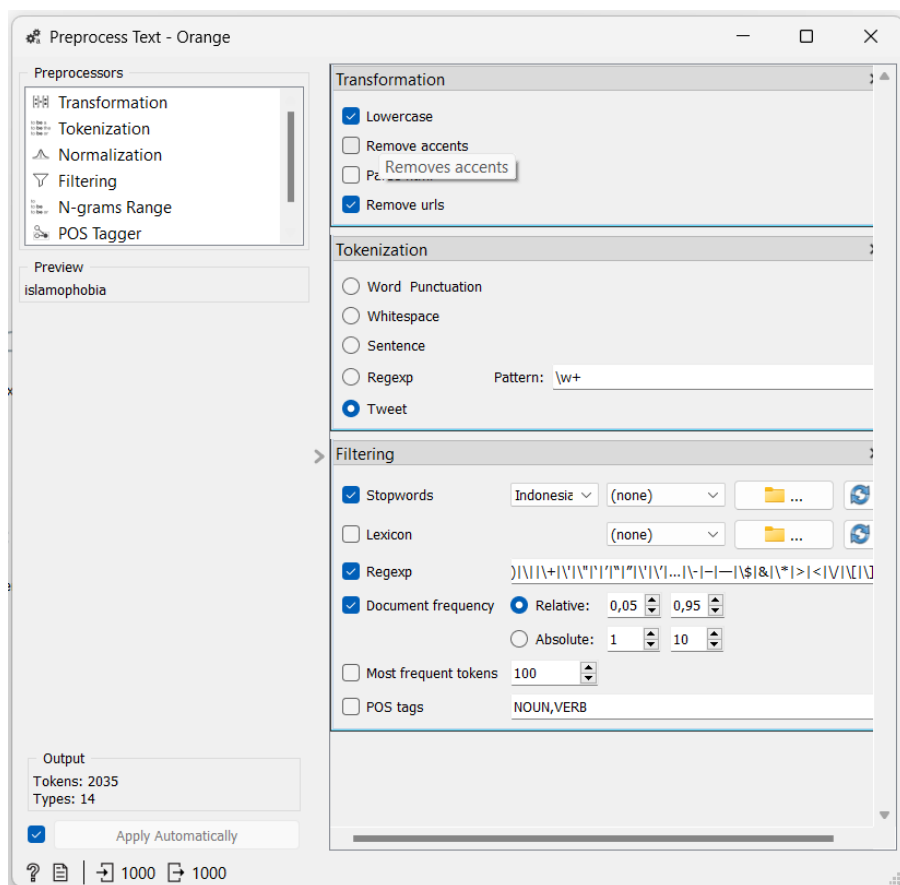 Preprocess Text - Orange
Preprocessors
Transformation
Tokenization
Normalization
Filtering
N-grams Range
POS Tagger
Preview
islamophobia
Output
Tokens: 2035
Types: 14
Apply Automatically
1000 1000
Transformation
Lowercase
Remove accents
Removes accents
Remove urls
Tokenization
Word Punctuation
Whitespace
Sentence
Regexp Pattern: \w+
Tweet
Filtering
Stopwords Indonesia (none) ...
Lexicon (none) ...
Regexp )|\||\+|\'|\"|'|’|“|”|\'|\’|…|\-|–|—|\$|&|\*|>|<|\/|\[|\]
Document frequency Relative: 0,05 0,95
Absolute: 1 10
Most frequent tokens 100
POS tags NOUN,VERB